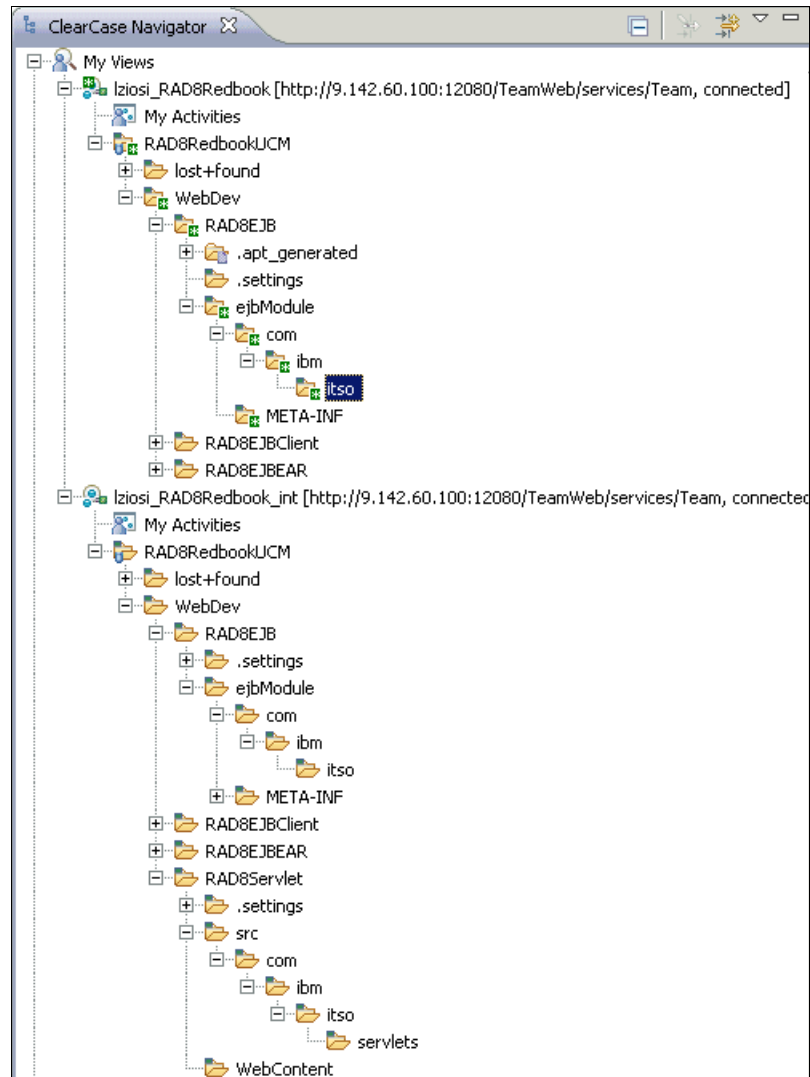 ClearCase Navigator
My Views
lziosi_RAD8Redbook [http://9.142.60.100:12080/TeamWeb/services/Team, connected]
My Activities
RAD8RedbookUCM
lost+found
WebDev
RAD8EJB
.apt_generated
.settings
ejbModule
com
ibm
itso
META-INF
RAD8EJBClient
RAD8EJBEAR
lziosi_RAD8Redbook_int [http://9.142.60.100:12080/TeamWeb/services/Team, connected
My Activities
RAD8RedbookUCM
lost+found
WebDev
RAD8EJB
.settings
ejbModule
com
ibm
itso
META-INF
RAD8EJBClient
RAD8EJBEAR
RAD8Servlet
.settings
src
com
ibm
itso
servlets
WebContent